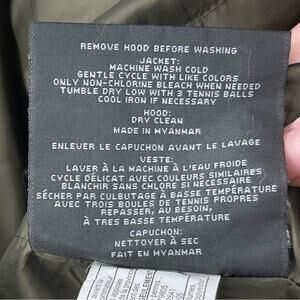 REMOVE HOOD BEFORE WASHING
JACKET:
MACHINE WASH COLD
GENTLE CYCLE WITH LIKE COLORS
ONLY NON-CHLORINE BLEACH WHEN NEEDED
TUMBLE DRY LOW WITH 3 TENNIS BALLS
COOL IRON IF NECESSARY
HOOD:
DRY CLEAN
MADE IN MYANMAR
ENLEVER LE CAPUCHON AVANT LE LAVAGE
VESTE:
LAVER À LA MACHINE À L'EAU FROIDE
CYCLE DÉLICAT AVEC COULEURS SIMILAIRES
BLANCHIR SANS CHLORE SI NÉCESSAIRE
SÉCHER PAR CULBUTAGE À BASSE TEMPÉRATURE
AVEC TROIS BOULES DE TENNIS PROPRES
REPASSER, AU BESOIN,
À TRES BASSE TEMPÉRATURE
CAPUCHON:
NETTOYER À SEC
FAIT EN MYANMAR